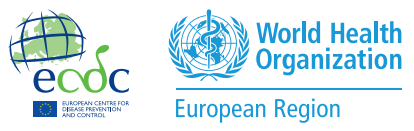 ecdc
EUROPEAN CENTRE FOR
DISEASE PREVENTION
AND CONTROL
World Health
Organization
European Region